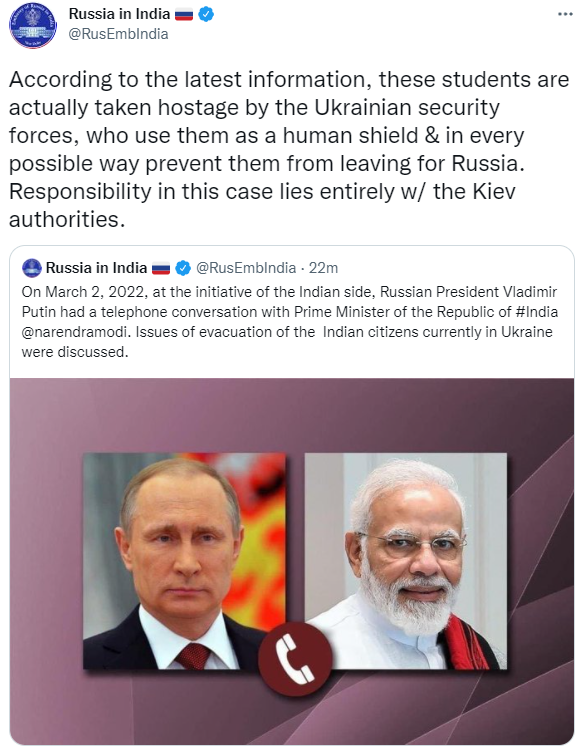 Russia in India
@RusEmbIndia
According to the latest information, these students are
actually taken hostage by the Ukrainian security
forces, who use them as a human shield & in every
possible way prevent them from leaving for Russia.
Responsibility in this case lies entirely w/ the Kiev
authorities.
Russia in India @RusEmbIndia · 22m
On March 2, 2022, at the initiative of the Indian side, Russian President Vladimir
Putin had a telephone conversation with Prime Minister of the Republic of #India
@narendramodi. Issues of evacuation of the Indian citizens currently in Ukraine
were discussed.